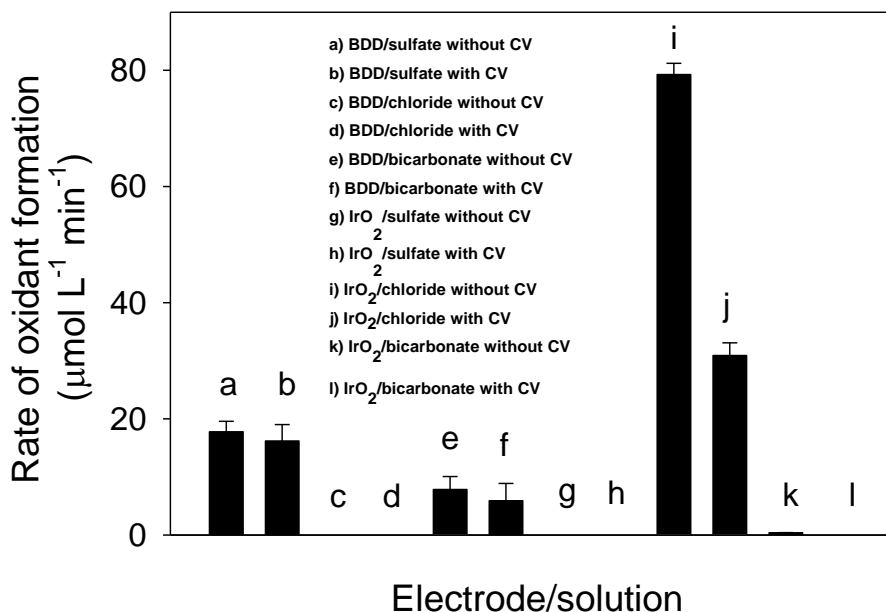 Rate of oxidant formation
(μmol L⁻¹ min⁻¹)
80
60
40
20
0
a) BDD/sulfate without CV
b) BDD/sulfate with CV
c) BDD/chloride without CV
d) BDD/chloride with CV
e) BDD/bicarbonate without CV
f) BDD/bicarbonate with CV
g) IrO₂/sulfate without CV
h) IrO₂/sulfate with CV
i) IrO₂/chloride without CV
j) IrO₂/chloride with CV
k) IrO₂/bicarbonate without CV
l) IrO₂/bicarbonate with CV
a b c d e f g h i j k l
Electrode/solution